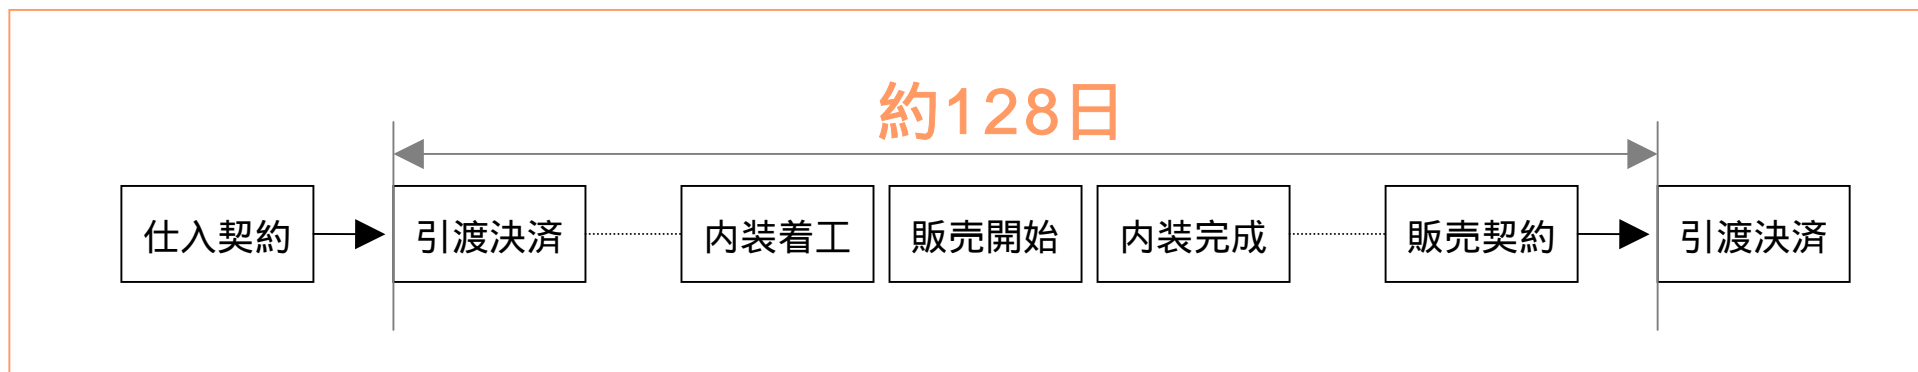 約128日
仕入契約
引渡決済
内装着工
販売開始
内装完成
販売契約
引渡決済